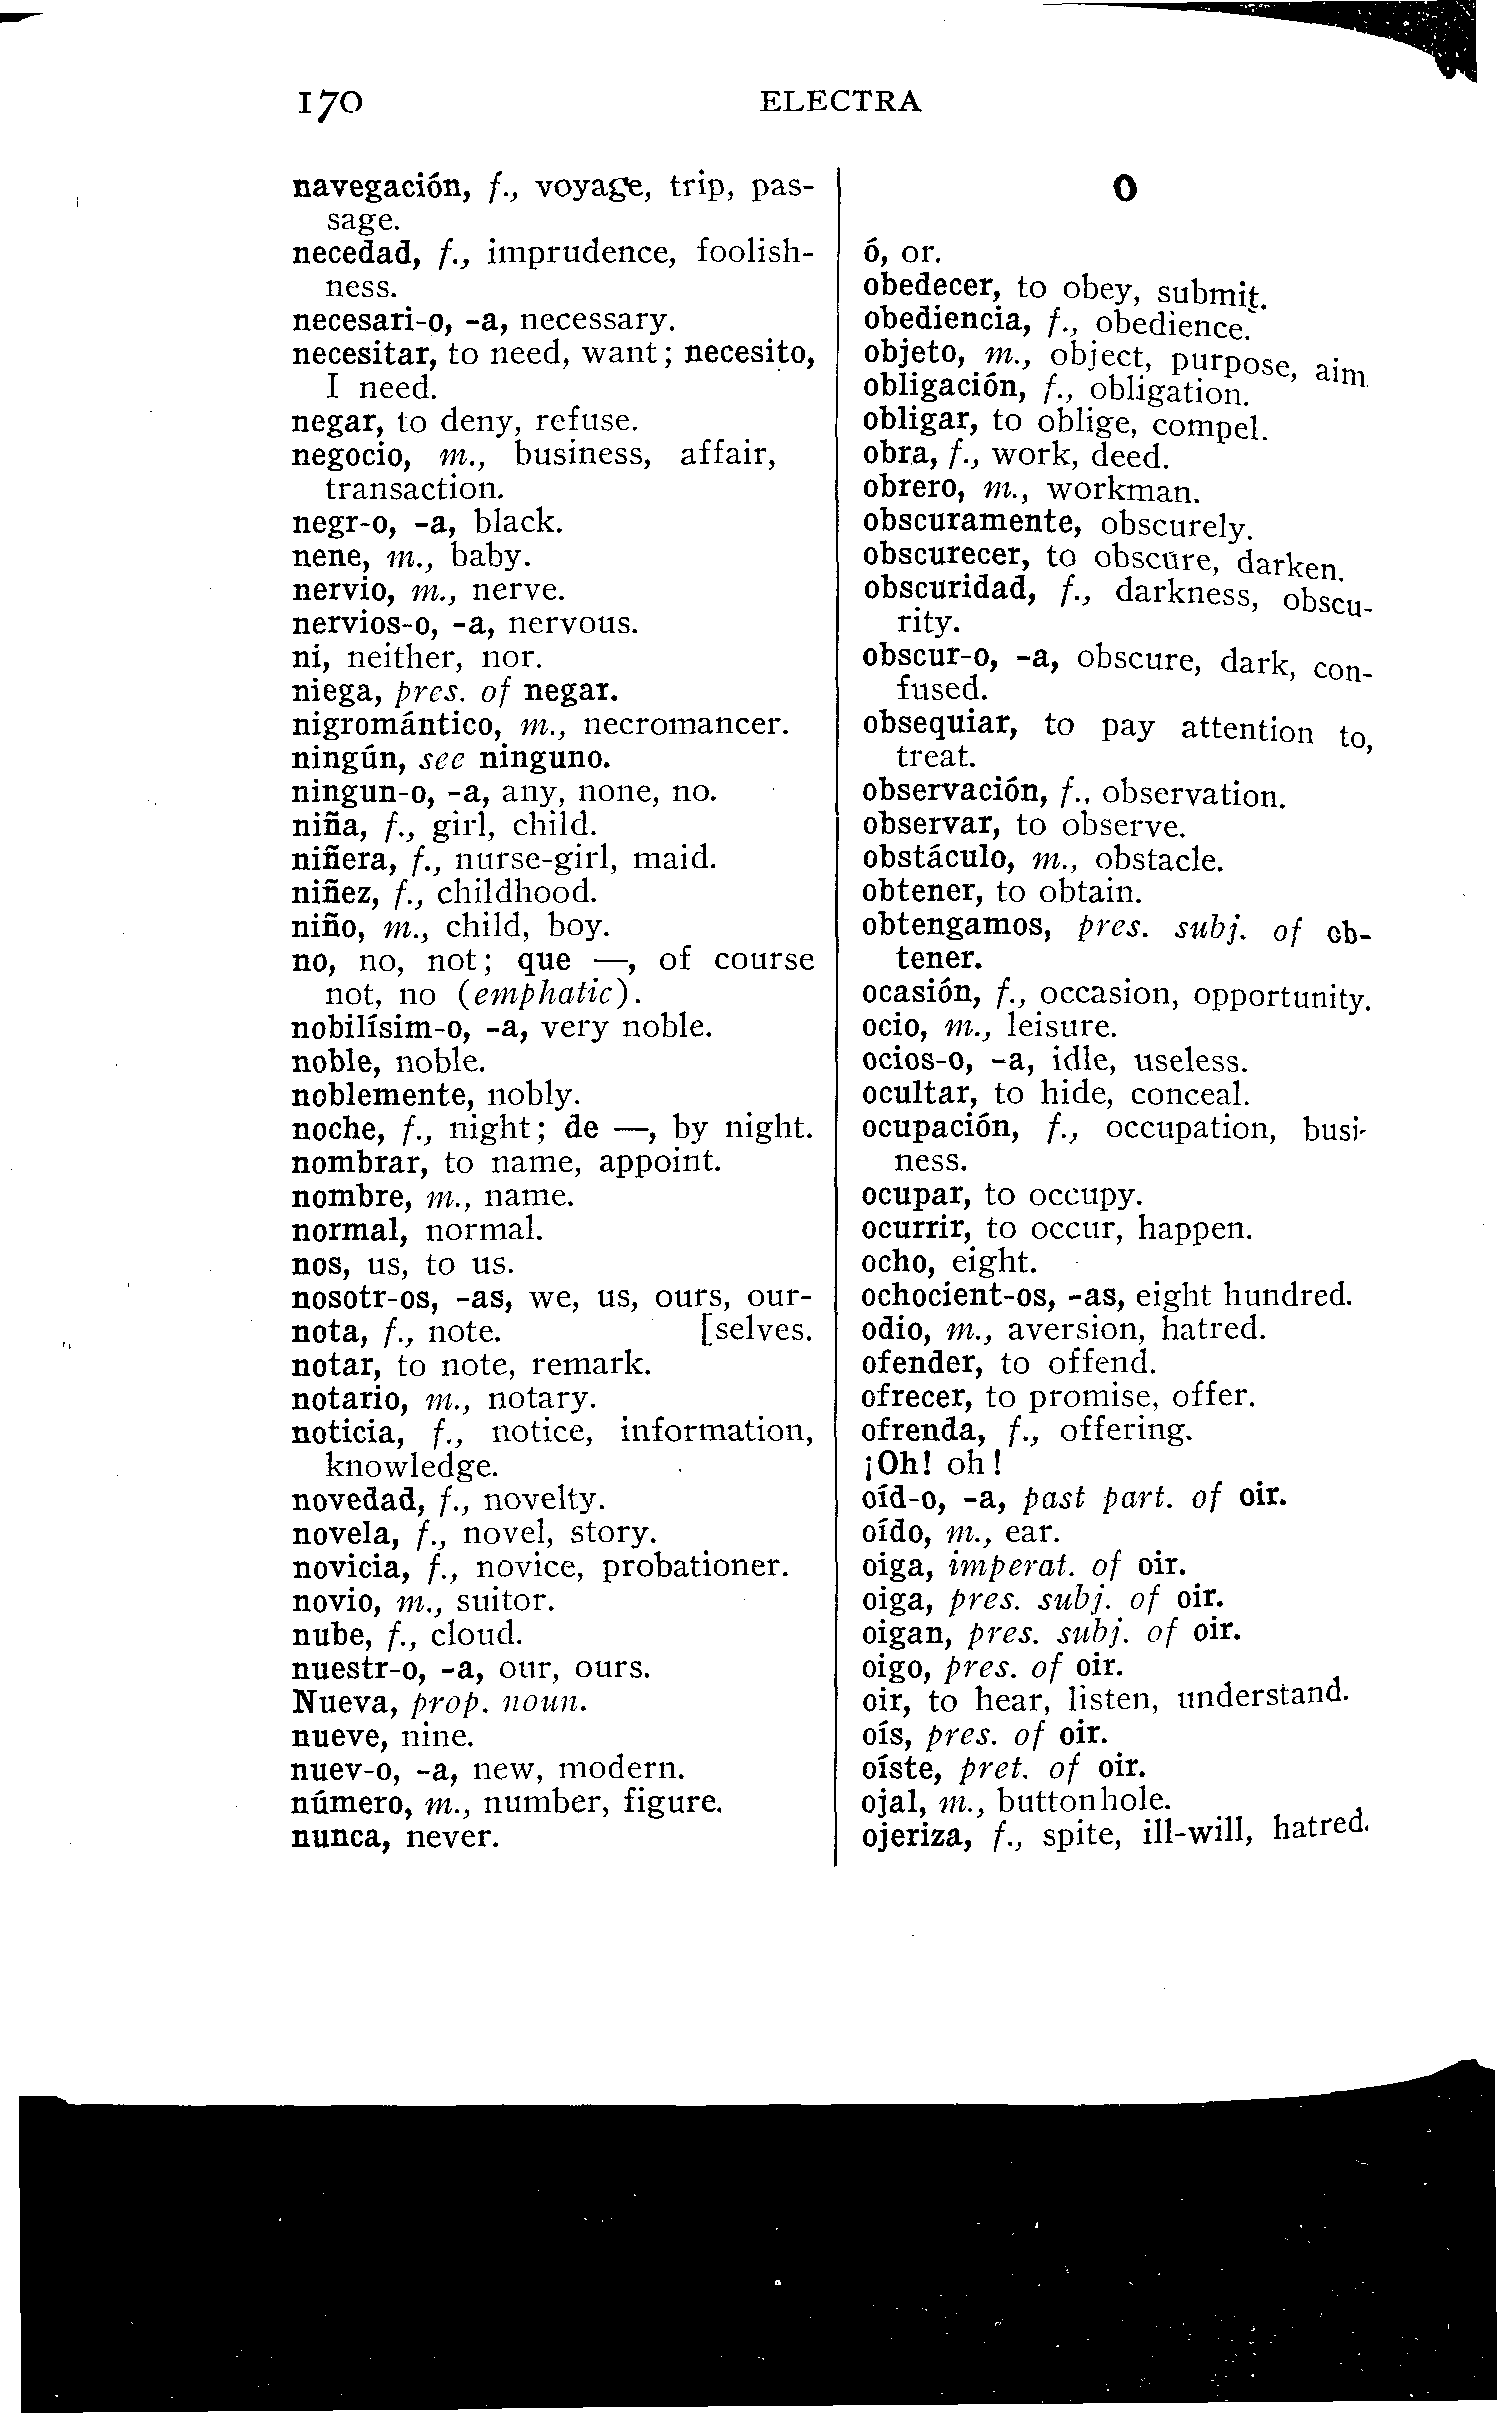 170 ELECTRA
navegación, f., voyage, trip, pas-
sage.
necedad, f., imprudence, foolish-
ness.
necesari-o, -a, necessary.
necesitar, to need, want; necesito,
I need.
negar, to deny, refuse.
negocio, m., business, affair,
transaction.
negr-o, -a, black.
nene, m., baby.
nervio, m., nerve.
nervios-o, -a, nervous.
ni, neither, nor.
niega, pres. of negar.
nigromántico, m., necromancer.
ningún, see ninguno.
ningun-o, -a, any, none, no.
niña, f., girl, child.
niñera, f., nurse-girl, maid.
niñez, f., childhood.
niño, m., child, boy.
no, no, not; que —, of course
not, no (emphatic).
nobilísim-o, -a, very noble.
noble, noble.
noblemente, nobly.
noche, f., night; de —, by night.
nombrar, to name, appoint.
nombre, m., name.
normal, normal.
nos, us, to us.
nosotr-os, -as, we, us, ours, our-
nota, f., note. [selves.
notar, to note, remark.
notario, m., notary.
noticia, f., notice, information,
knowledge.
novedad, f., novelty.
novela, f., novel, story.
novicia, f., novice, probationer.
novio, m., suitor.
nube, f., cloud.
nuestr-o, -a, our, ours.
Nueva, prop. noun.
nueve, nine.
nuev-o, -a, new, modern.
número, m., number, figure.
nunca, never.
O
ó, or.
obedecer, to obey, submit.
obediencia, f., obedience.
objeto, m., object, purpose, aim
obligación, f., obligation.
obligar, to oblige, compel.
obra, f., work, deed.
obrero, m., workman.
obscuramente, obscurely.
obscurecer, to obscure, darken.
obscuridad, f., darkness, obscu-
rity.
obscur-o, -a, obscure, dark, con-
fused.
obsequiar, to pay attention to,
treat.
observación, f., observation.
observar, to observe.
obstáculo, m., obstacle.
obtener, to obtain.
obtengamos, pres. subj. of ob-
tener.
ocasión, f., occasion, opportunity.
ocio, m., leisure.
ocios-o, -a, idle, useless.
ocultar, to hide, conceal.
ocupación, f., occupation, busi-
ness.
ocupar, to occupy.
ocurrir, to occur, happen.
ocho, eight.
ochocient-os, -as, eight hundred.
odio, m., aversion, hatred.
ofender, to offend.
ofrecer, to promise, offer.
ofrenda, f., offering.
¡Oh! oh!
oíd-o, -a, past part. of oir.
oído, m., ear.
oiga, imperat. of oir.
oiga, pres. subj. of oir.
oigan, pres. subj. of oir.
oigo, pres. of oir.
oir, to hear, listen, understand.
oís, pres. of oir.
oíste, pret. of oir.
ojal, m., buttonhole.
ojeriza, f., spite, ill-will, hatred.